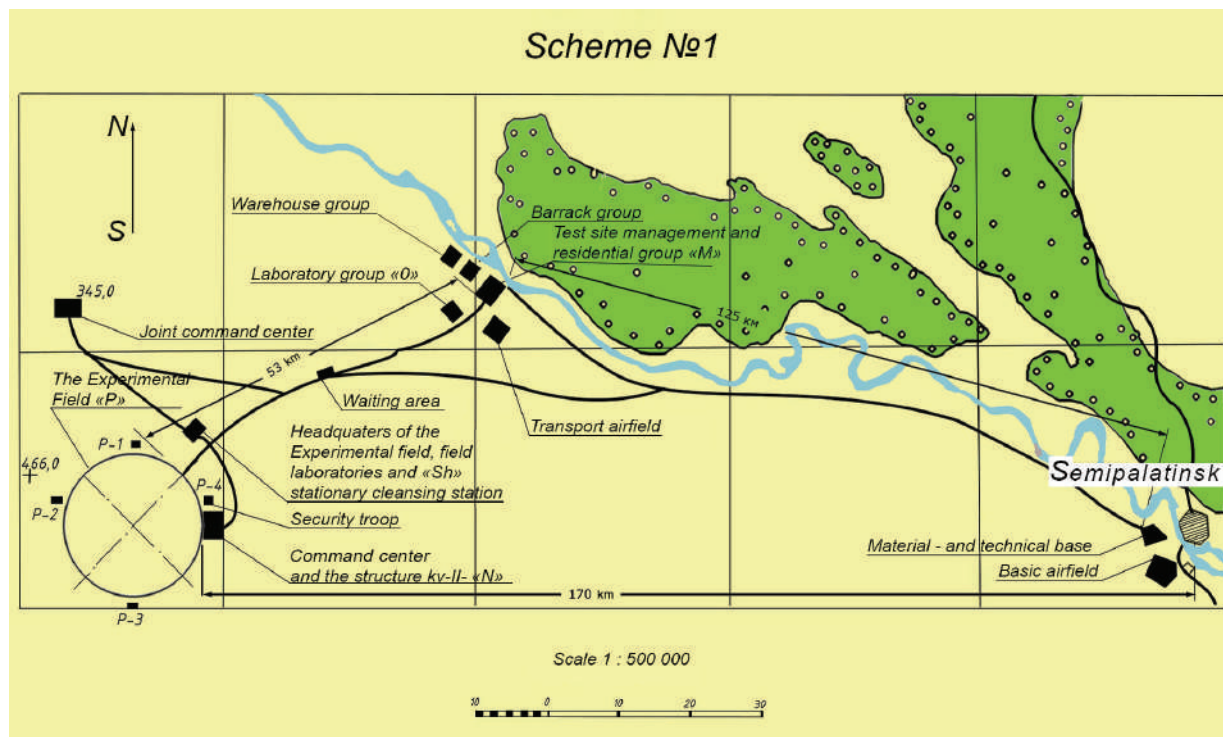 Scheme №1
N
S
Warehouse group
Barrack group
Test site management and
residential group «M»
Laboratory group «0»
345,0
Joint command center
125 км
53 km
The Experimental
Field «P»
Waiting area
Transport airfield
P-1
Headquaters of the
Experimental field, field
laboratories and «Sh»
stationary cleansing station
466,0
P-4
P-2
Semipalatinsk
Security troop
Command center
and the structure kv-II- «N»
Material - and technical base
Basic airfield
170 km
P-3
Scale 1 : 500 000
10 0 10 20 30